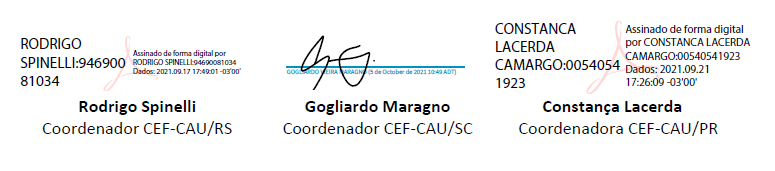 RODRIGO
SPINELLI:946900
81034
Assinado de forma digital por
RODRIGO SPINELLI:94690081034
Dados: 2021.09.17 17:49:01 -03'00'
Rodrigo Spinelli
Coordenador CEF-CAU/RS
GOGLIARDO VIEIRA MARAGNO (5 de October de 2021 10:49 ADT)
Gogliardo Maragno
Coordenador CEF-CAU/SC
CONSTANCA
LACERDA
CAMARGO:0054054
1923
Assinado de forma digital
por CONSTANCA LACERDA
CAMARGO:00540541923
Dados: 2021.09.21
17:26:09 -03'00'
Constança Lacerda
Coordenadora CEF-CAU/PR